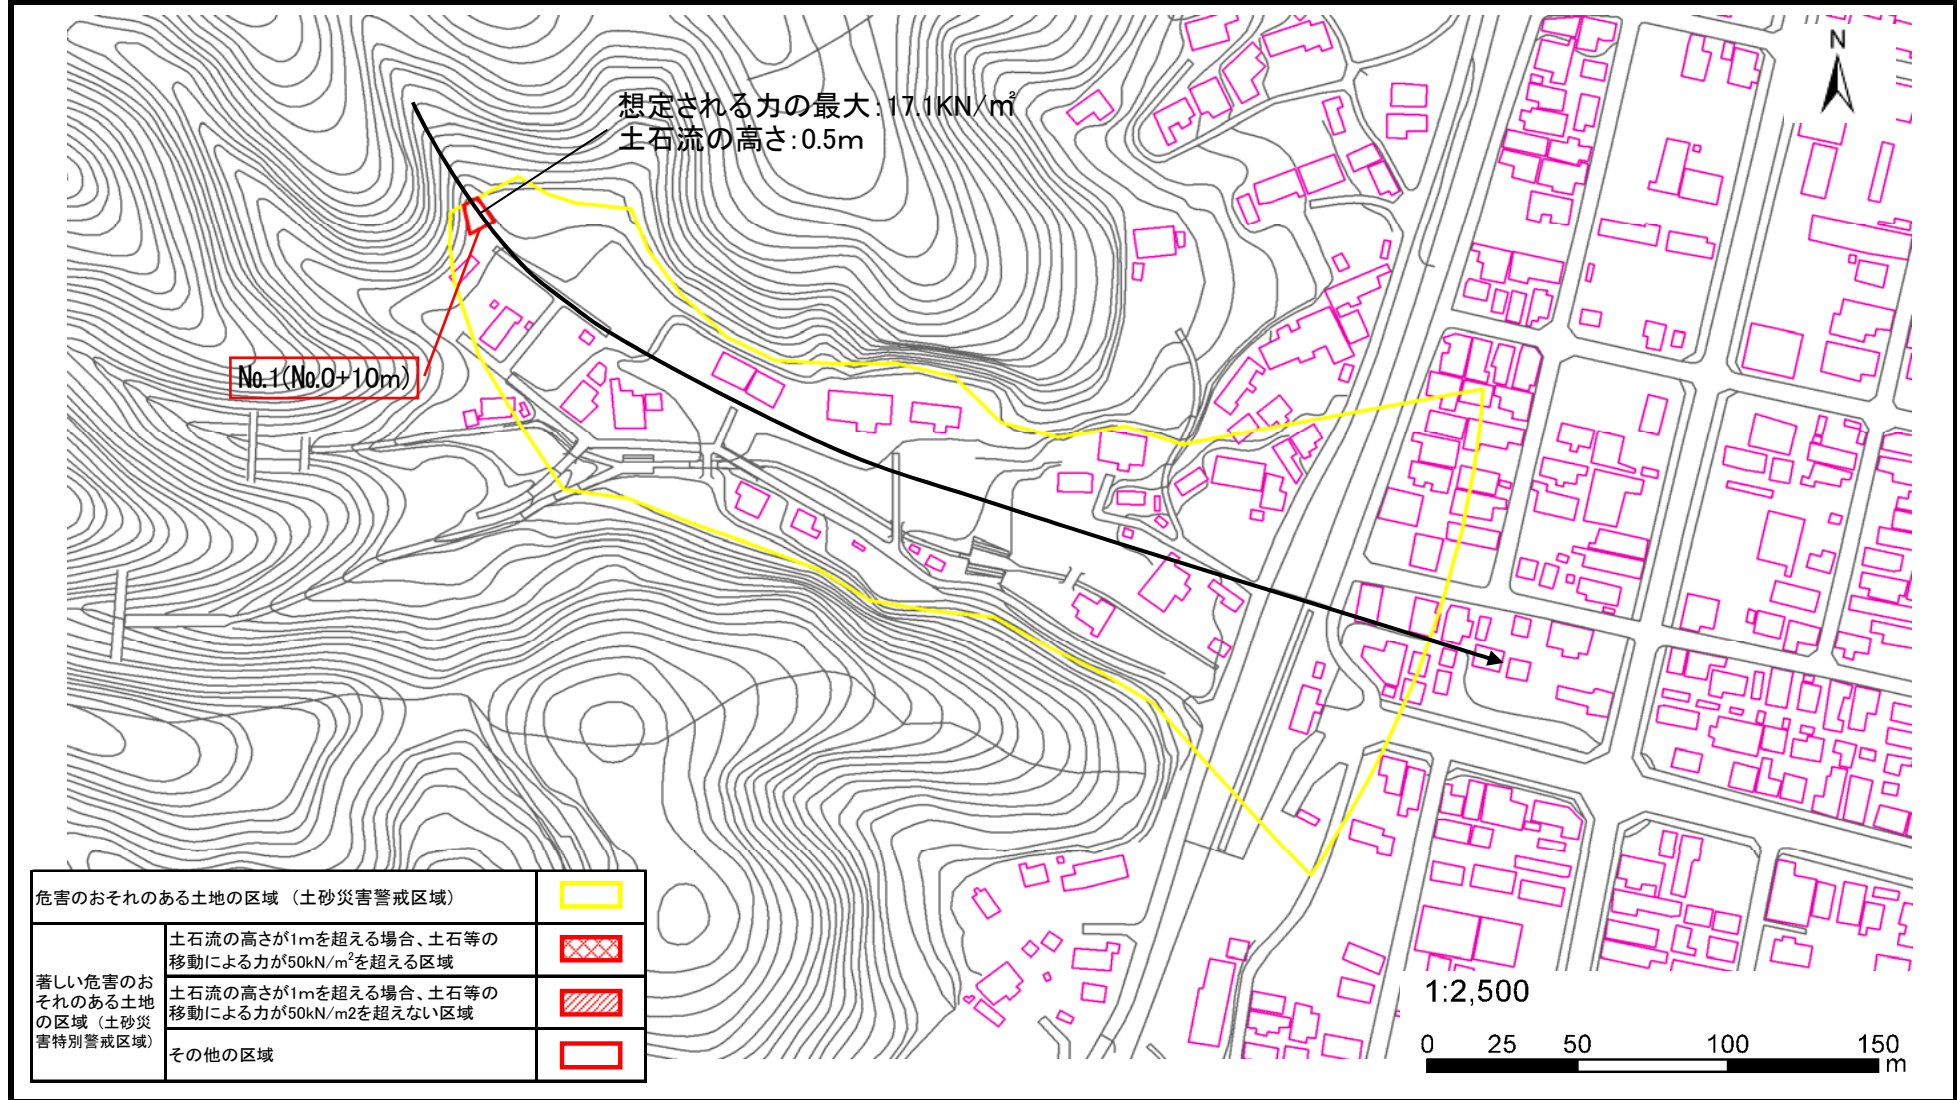 N
想定される力の最大:17.1KN/㎡
土石流の高さ:0.5m
No.1(No.0+10m)
危害のおそれのある土地の区域 (土砂災害警戒区域)
著しい危害のお
それのある土地
の区域 (土砂災
害特別警戒区域)
土石流の高さが1mを超える場合、土石等の
移動による力が50kN/m²を超える区域
土石流の高さが1mを超える場合、土石等の
移動による力が50kN/m2を超えない区域
その他の区域
1:2,500
0 25 50 100 150
m